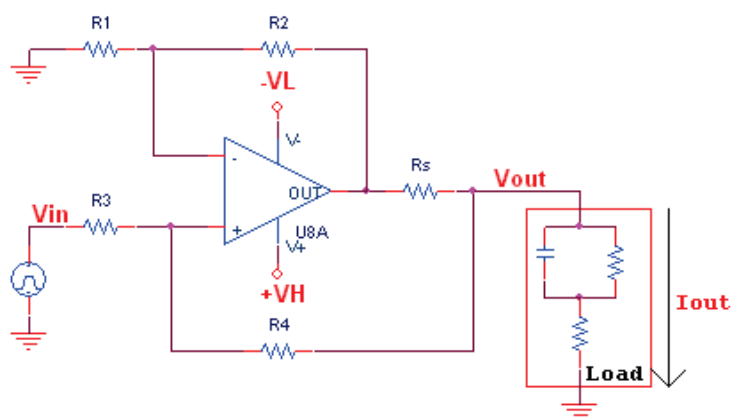 R1
R2
-VL
V-
Rs
Vout
R3
Vin
-
OUT
+
U8A
V+
+VH
R4
Iout
Load